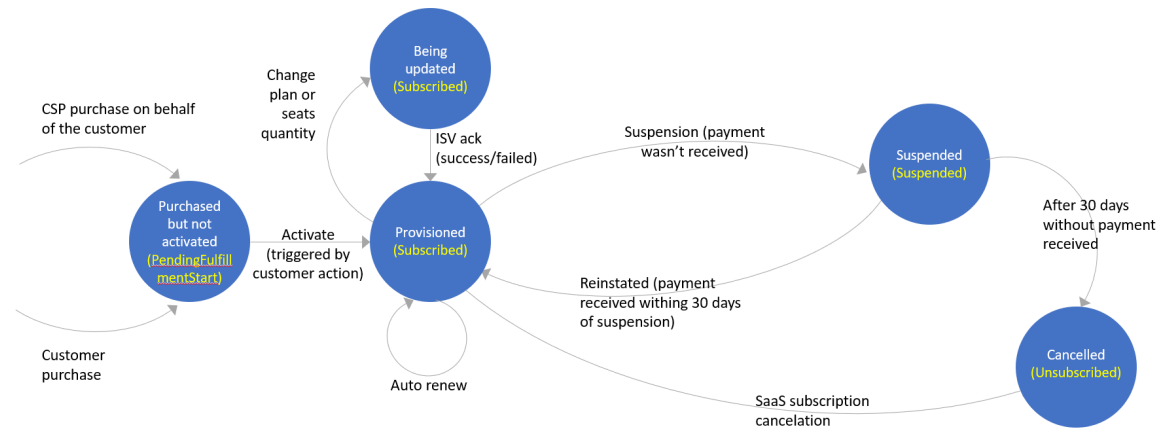 Being
updated
(Subscribed)
Change
plan or
seats
quantity
CSP purchase on behalf
of the customer
ISV ack
(success/failed)
Suspension (payment
wasn't received)
Suspended
(Suspended)
Purchased
but not
activated
(PendingFulfill
mentStart)
Activate
(triggered by
customer action)
Provisioned
(Subscribed)
After 30 days
without payment
received
Reinstated (payment
received withing 30 days
of suspension)
Customer
purchase
Auto renew
Cancelled
(Unsubscribed)
SaaS subscription
cancelation